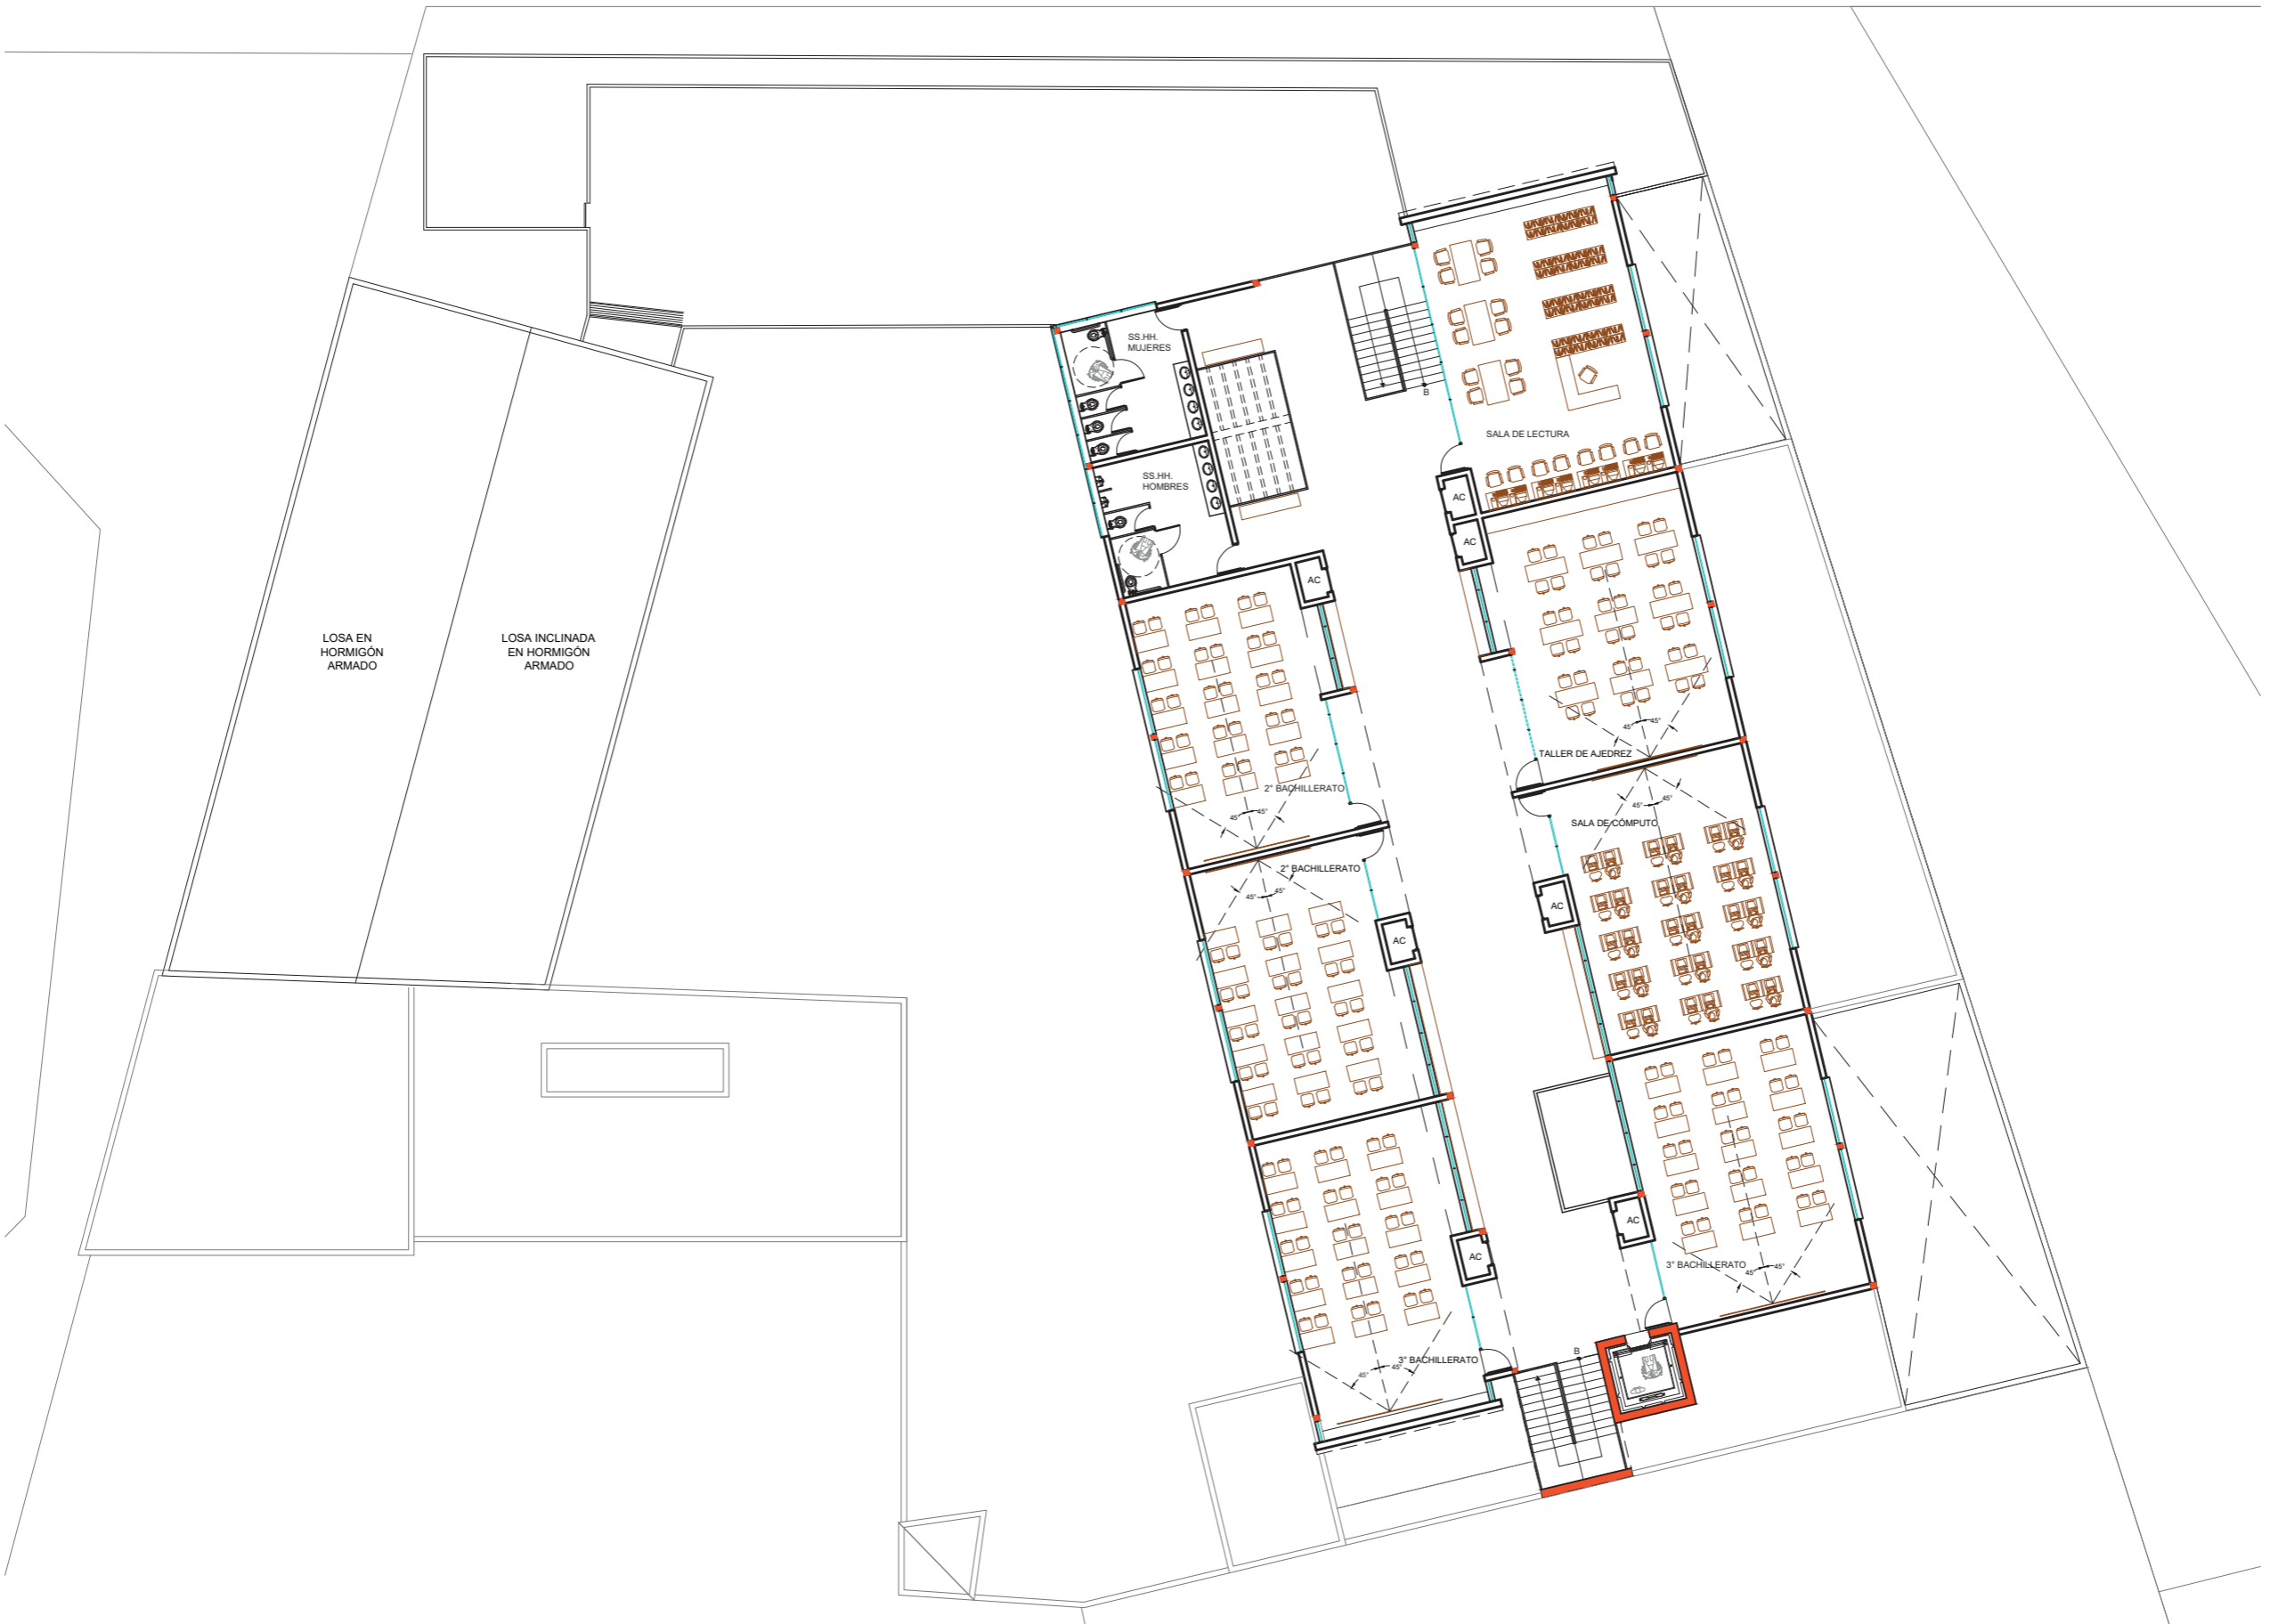 SS.HH.
MUJERES
B
SALA DE LECTURA
SS.HH.
HOMBRES
AC
AC
AC
LOSA EN
HORMIGÓN
ARMADO
LOSA INCLINADA
EN HORMIGÓN
ARMADO
45°
45°
TALLER DE AJEDREZ
2° BACHILLERATO
45°
45°
45°
45°
SALA DE CÓMPUTO
2° BACHILLERATO
45°
45°
AC
AC
AC
AC
3° BACHILLERATO
45°
45°
B
3° BACHILLERATO
45°
45°